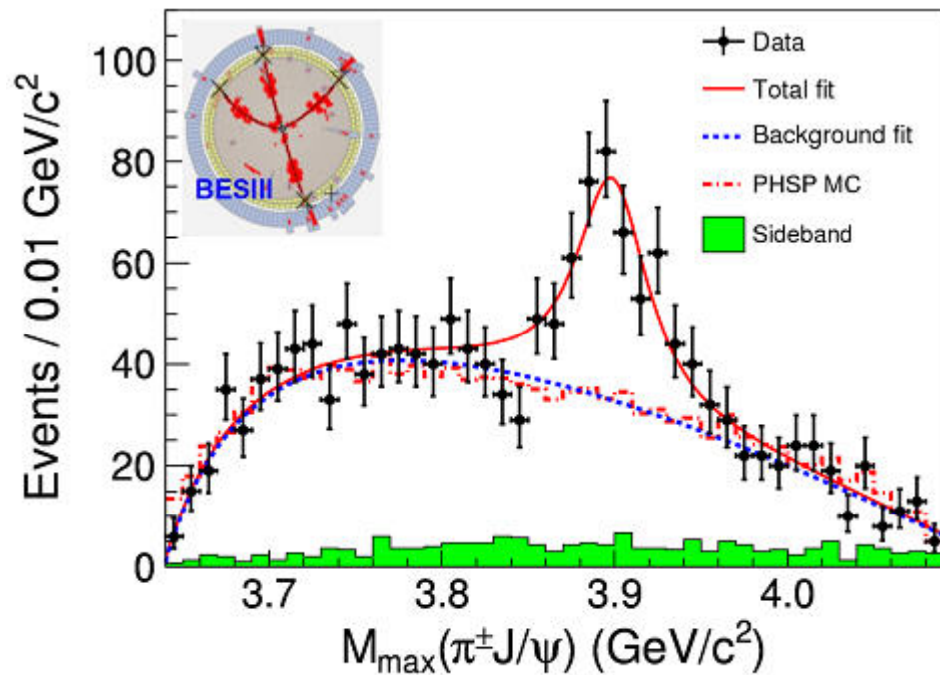 BESIII
Data
Total fit
Background fit
PHSP MC
Sideband
Events / 0.01 GeV/c²
100
80
60
40
20
0
3.7 3.8 3.9 4.0
M_max(π±J/ψ) (GeV/c²)